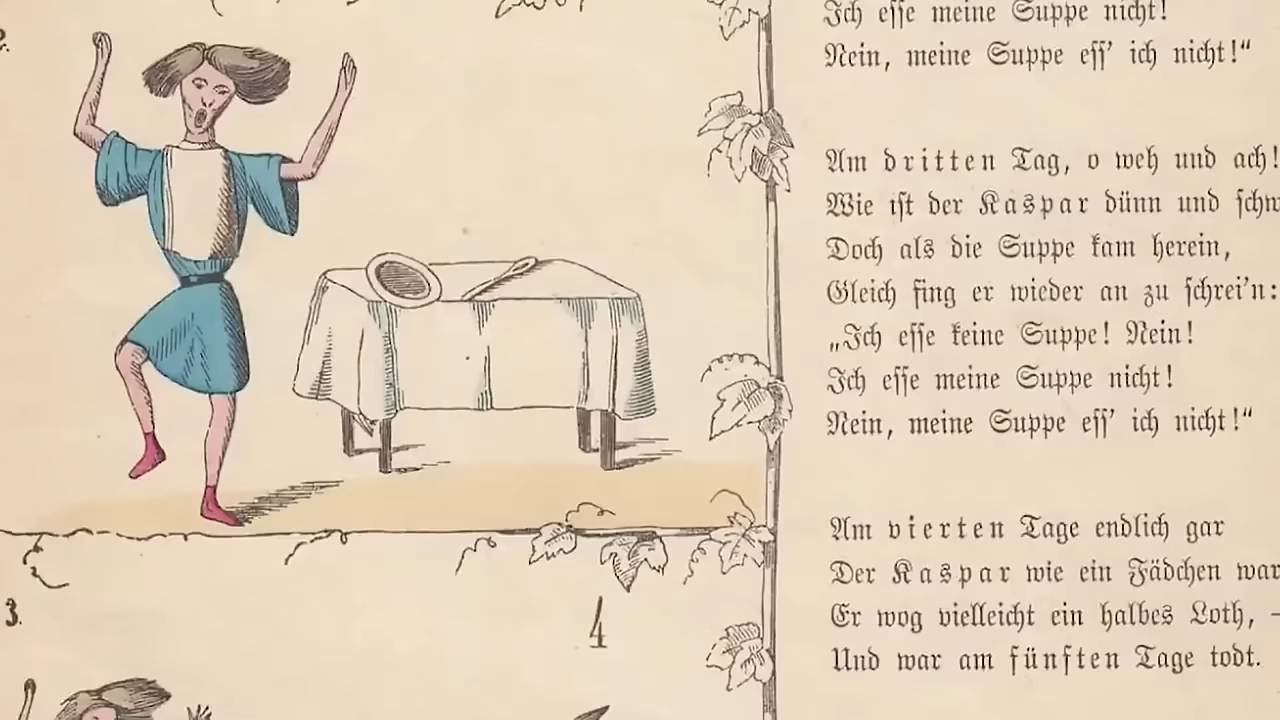 2.
Ich esse meine Suppe nicht!
Nein, meine Suppe ess' ich nicht!“
Am dritten Tag, o weh und ach!
Wie ist der Kaspar dünn und
Doch als die Suppe kam herein,
Gleich fing er wieder an zu schrei'n:
„Ich esse keine Suppe! Nein!
Ich esse meine Suppe nicht!
Nein, meine Suppe ess' ich nicht!“
Am vierten Tage endlich gar
Der Kaspar wie ein Fädchen war
Er wog vielleicht ein halbes Loth, –
Und war am fünften Tage todt.
3.
4